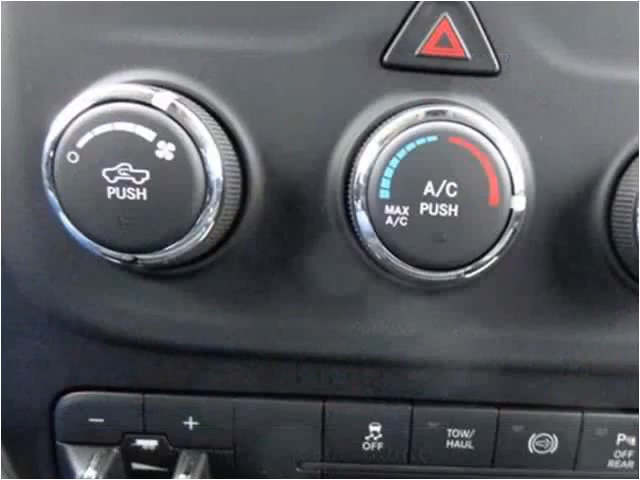 PUSH
A/C
PUSH
MAX
A/C
- +
OFF
TOW/
HAUL
P
OFF
REAR